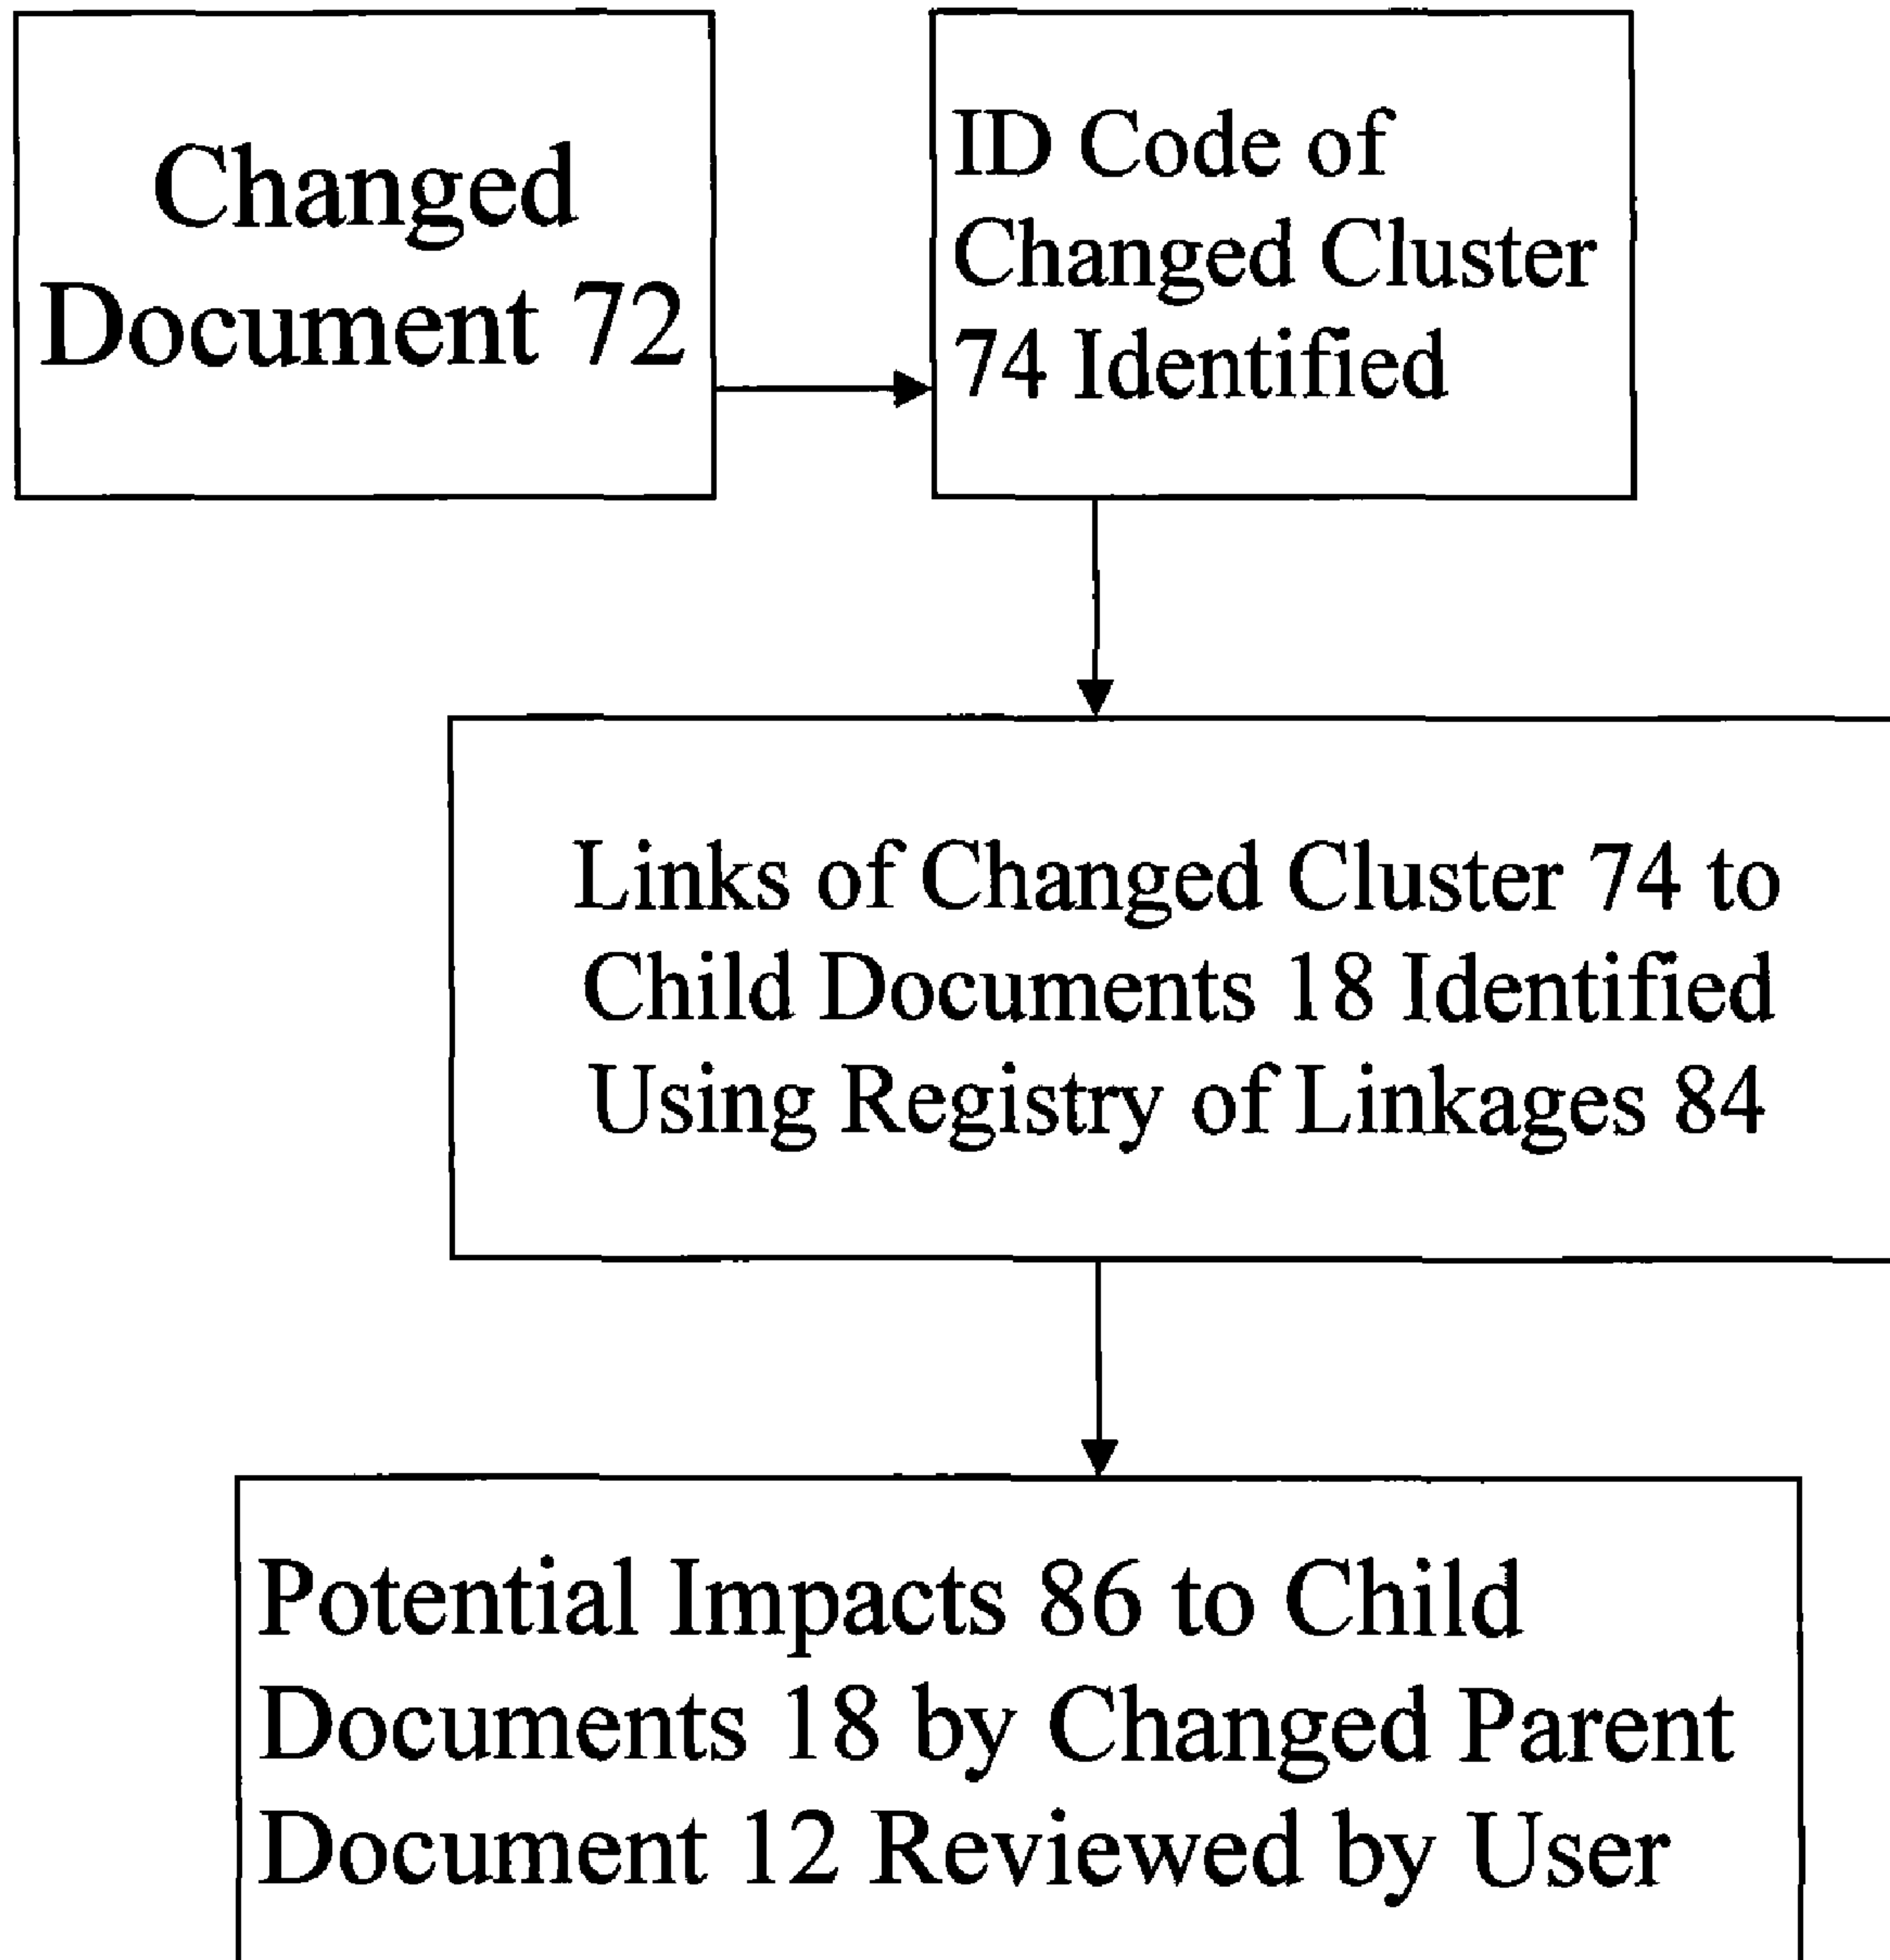 Changed
Document 72
ID Code of
Changed Cluster
74 Identified
Links of Changed Cluster 74 to
Child Documents 18 Identified
Using Registry of Linkages 84
Potential Impacts 86 to Child
Documents 18 by Changed Parent
Document 12 Reviewed by User